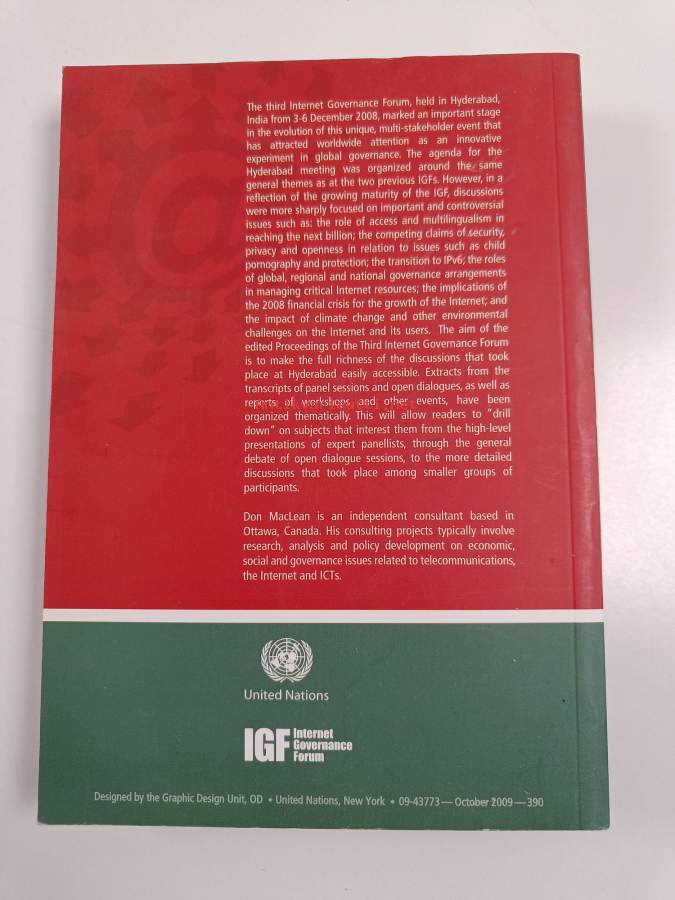 The third Internet Governance Forum, held in Hyderabad,
India from 3-6 December 2008, marked an important stage
in the evolution of this unique, multi-stakeholder event that
has attracted worldwide attention as an innovative
experiment in global governance. The agenda for the
Hyderabad meeting was organized around the same
general themes as at the two previous IGFs. However, in a
reflection of the growing maturity of the IGF, discussions
were more sharply focused on important and controversial
issues such as: the role of access and multilingualism in
reaching the next billion; the competing claims of security,
privacy and openness in relation to issues such as child
pornography and protection; the transition to IPv6; the roles
of global, regional and national governance arrangements
in managing critical Internet resources; the implications of
the 2008 financial crisis for the growth of the Internet; and
the impact of climate change and other environmental
challenges on the Internet and its users. The aim of the
edited Proceedings of the Third Internet Governance Forum
is to make the full richness of the discussions that took
place at Hyderabad easily accessible. Extracts from the
transcripts of panel sessions and open dialogues, as well as
reports of workshops and other events, have been
organized thematically. This will allow readers to “drill
down” on subjects that interest them from the high-level
presentations of expert panellists, through the general
debate of open dialogue sessions, to the more detailed
discussions that took place among smaller groups of
participants.
Don MacLean is an independent consultant based in
Ottawa, Canada. His consulting projects typically involve
research, analysis and policy development on economic,
social and governance issues related to telecommunications,
the Internet and ICTs.
United Nations
IGF Internet
Governance
Forum
Designed by the Graphic Design Unit, OD • United Nations, New York • 09-43773 — October 2009 — 390